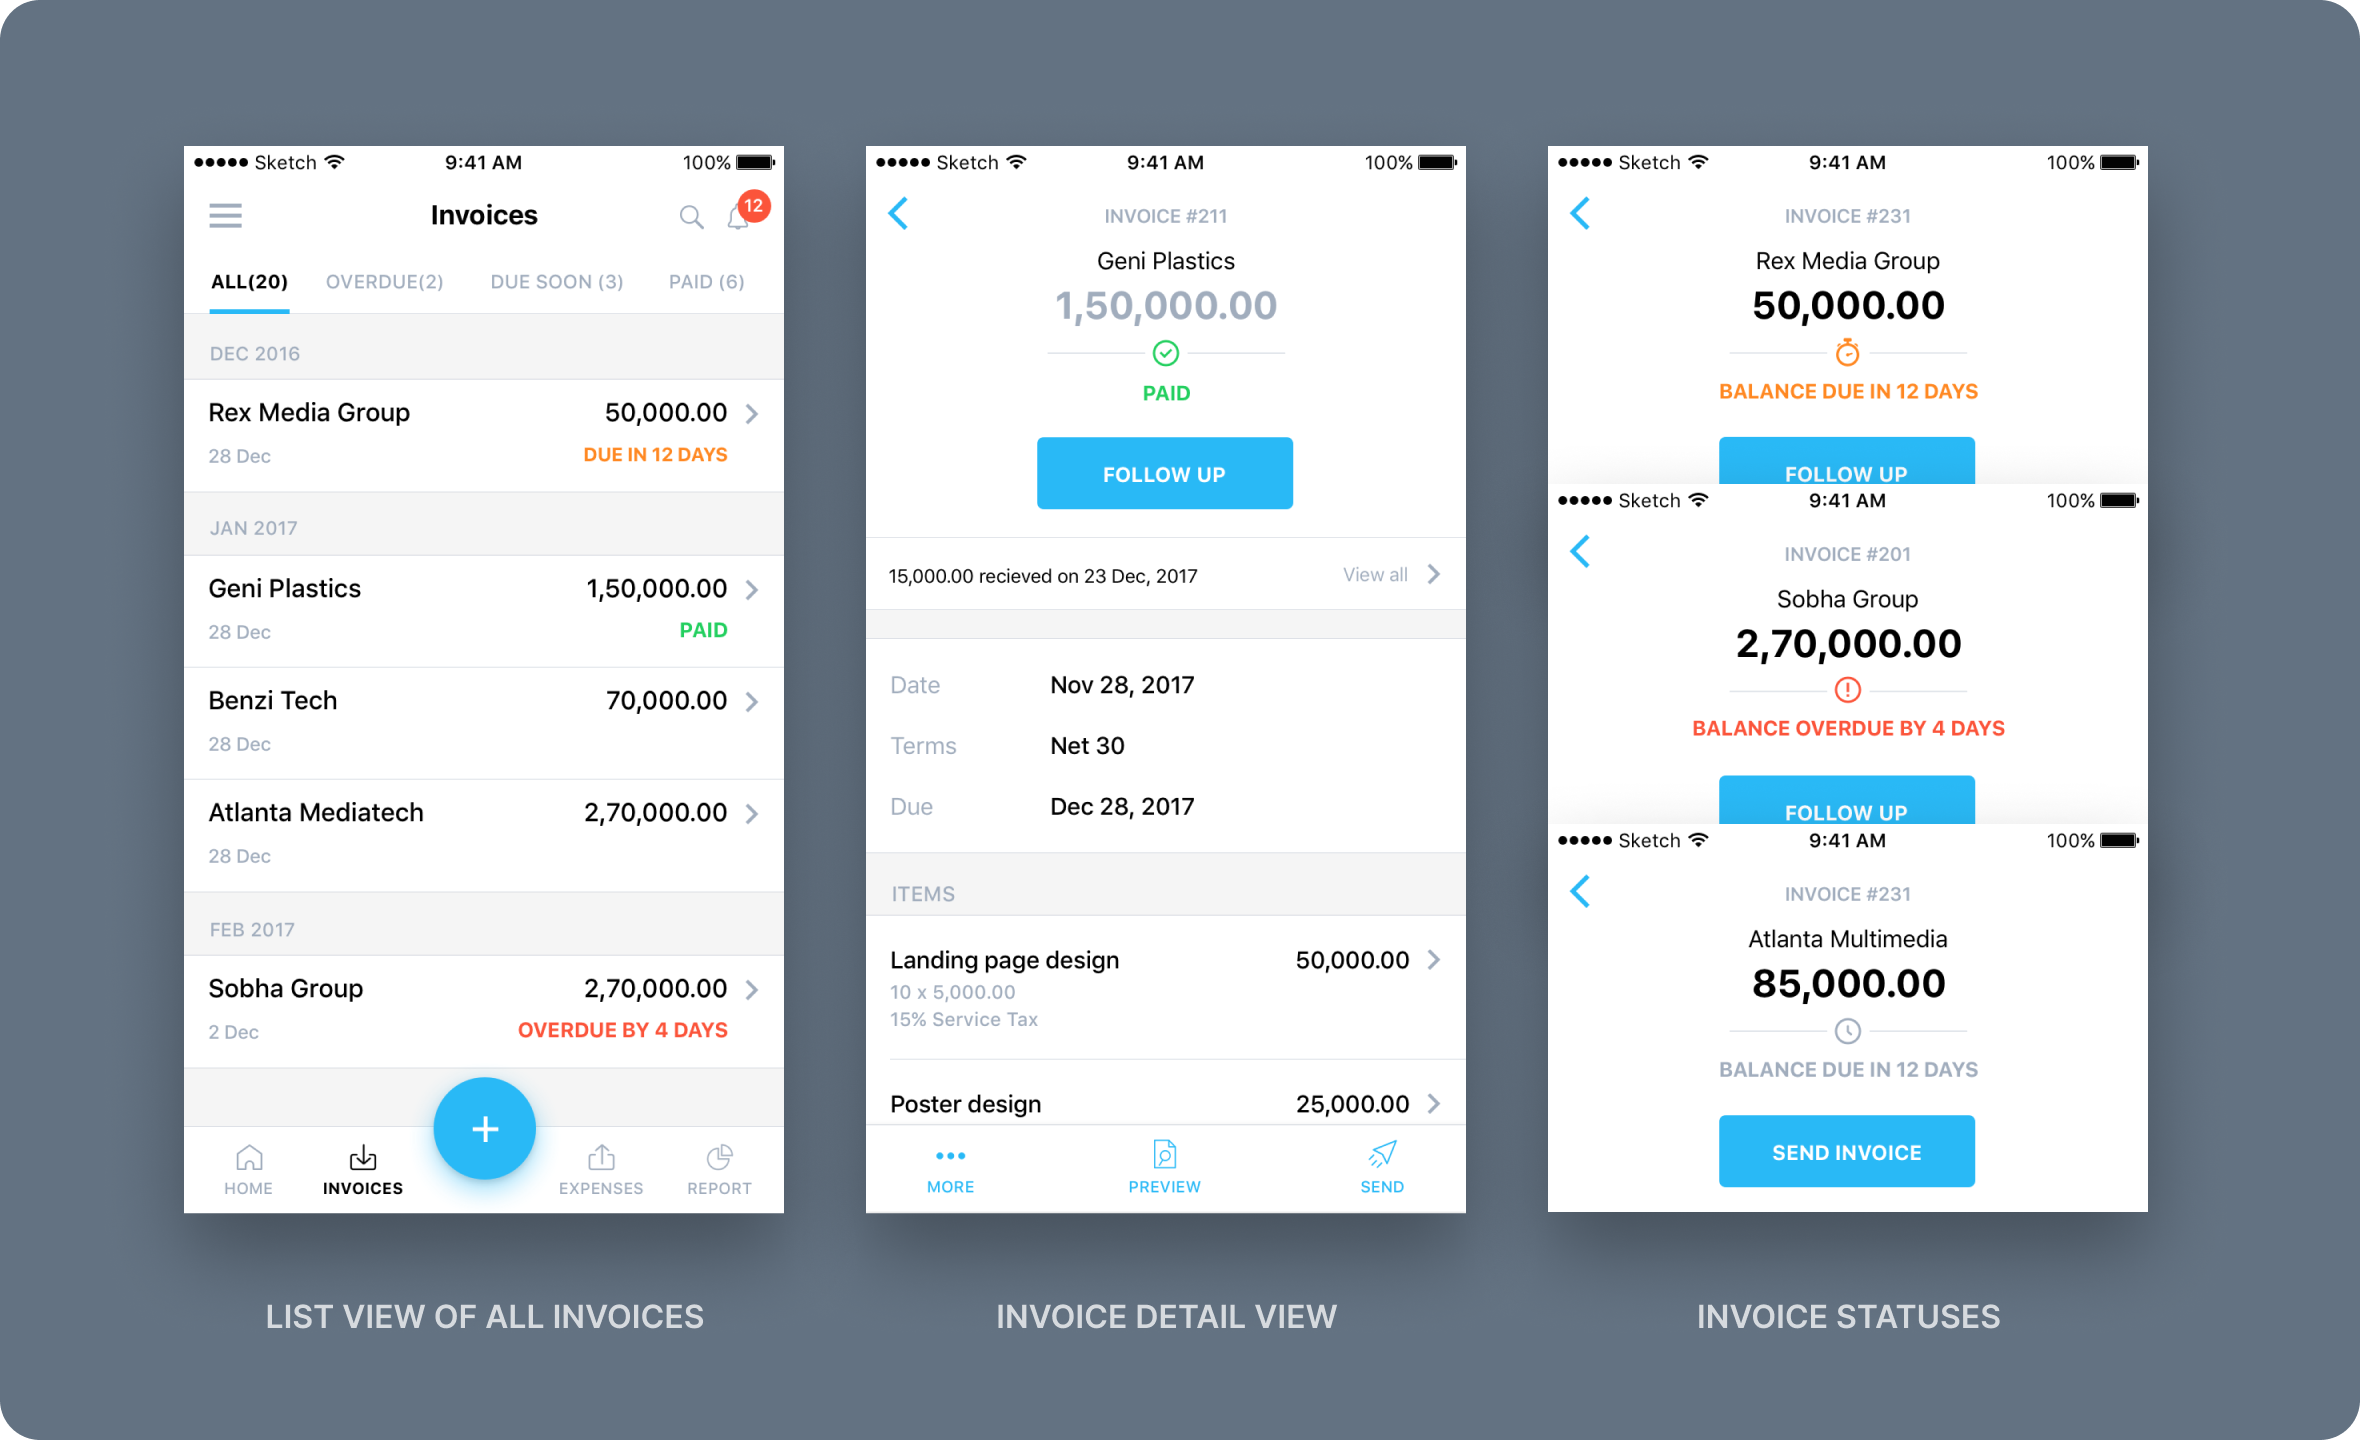 Sketch 9:41 AM 100%
Invoices 12
ALL(20) OVERDUE(2) DUE SOON (3) PAID (6)
DEC 2016
Rex Media Group 50,000.00
28 Dec DUE IN 12 DAYS
JAN 2017
Geni Plastics 1,50,000.00
28 Dec PAID
Benzi Tech 70,000.00
28 Dec
Atlanta Mediatech 2,70,000.00
28 Dec
FEB 2017
Sobha Group 2,70,000.00
2 Dec OVERDUE BY 4 DAYS
+
HOME INVOICES EXPENSES REPORT
LIST VIEW OF ALL INVOICES
Sketch 9:41 AM 100%
INVOICE #211
Geni Plastics
1,50,000.00
PAID
FOLLOW UP
15,000.00 recieved on 23 Dec, 2017 View all
Date Nov 28, 2017
Terms Net 30
Due Dec 28, 2017
ITEMS
Landing page design 50,000.00
10 x 5,000.00
15% Service Tax
Poster design 25,000.00
MORE PREVIEW SEND
INVOICE DETAIL VIEW
Sketch 9:41 AM 100%
INVOICE #231
Rex Media Group
50,000.00
BALANCE DUE IN 12 DAYS
FOLLOW UP
Sketch 9:41 AM 100%
INVOICE #201
Sobha Group
2,70,000.00
BALANCE OVERDUE BY 4 DAYS
FOLLOW UP
Sketch 9:41 AM 100%
INVOICE #231
Atlanta Multimedia
85,000.00
BALANCE DUE IN 12 DAYS
SEND INVOICE
INVOICE STATUSES